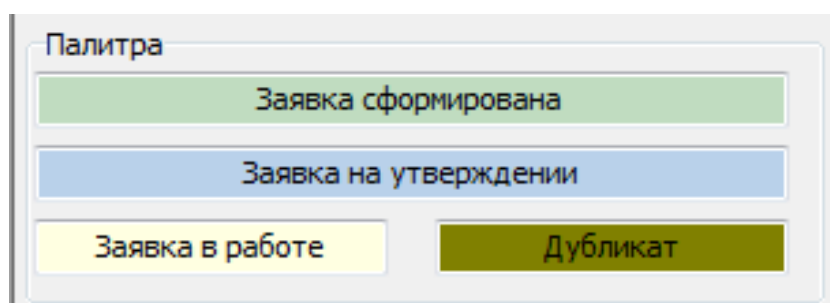 Палитра
Заявка сформирована
Заявка на утверждении
Заявка в работе
Дубликат